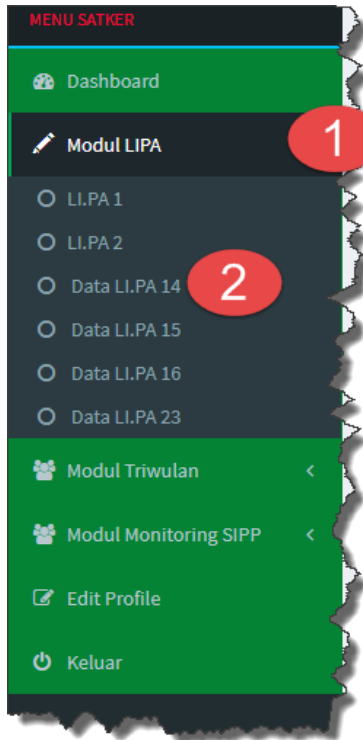 MENU SATKER
Dashboard
Modul LIPA
1
LI.PA 1
LI.PA 2
Data LI.PA 14
2
Data LI.PA 15
Data LI.PA 16
Data LI.PA 23
Modul Triwulan
Modul Monitoring SIPP
Edit Profile
Keluar